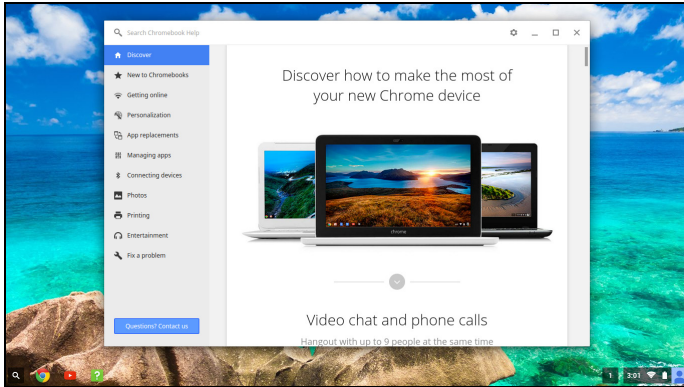 Search Chromebook Help
Discover
New to Chromebooks
Getting online
Personalization
App replacements
Managing apps
Connecting devices
Photos
Printing
Entertainment
Fix a problem
Questions? Contact us
Discover how to make the most of
your new Chrome device
chrome
Video chat and phone calls
Hangout with up to 9 people at the same time
1
3:01